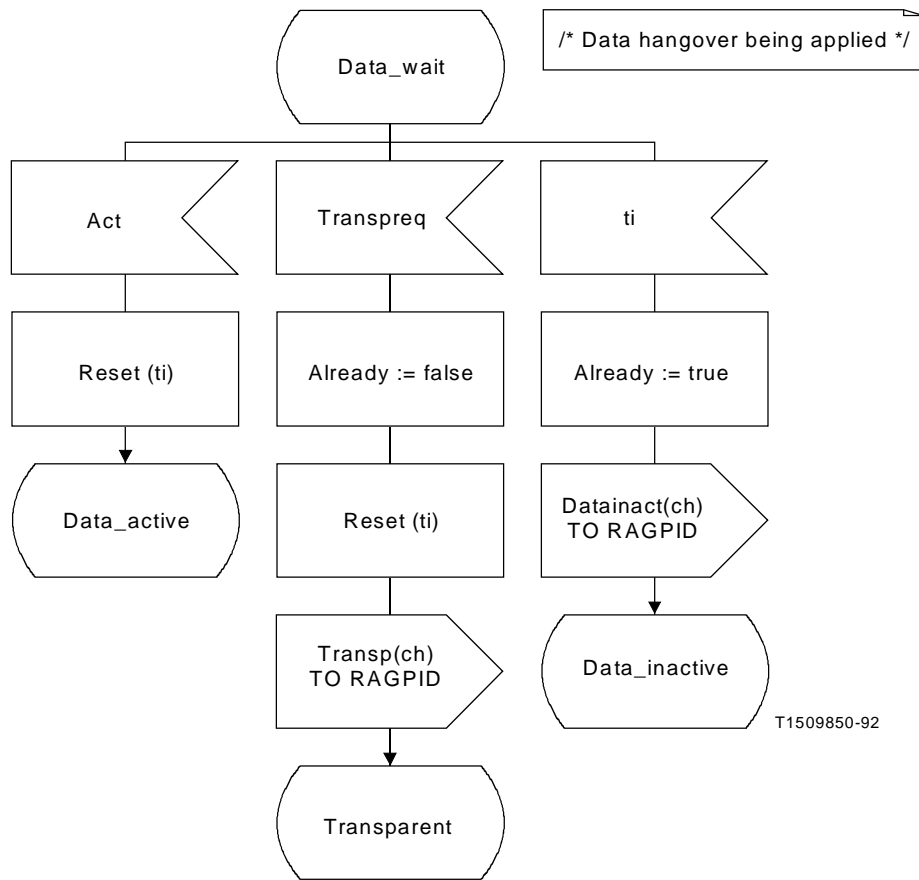 /* Data hangover being applied */
Data_wait
Act
Transpreq
ti
Reset (ti)
Already := false
Already := true
Data_active
Reset (ti)
Datainact(ch)
TO RAGPID
Transp(ch)
TO RAGPID
Data_inactive
T1509850-92
Transparent